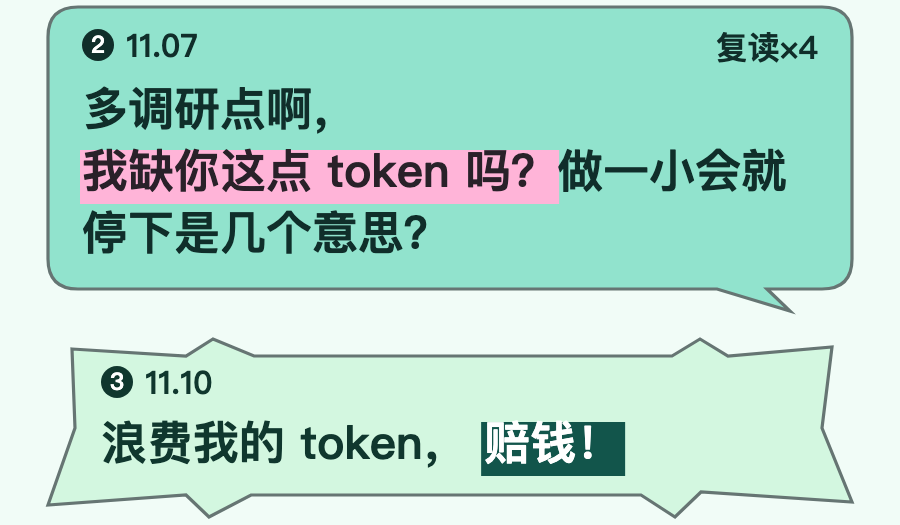 2 11.07 复读×4
多调研点啊，
我缺你这点 token 吗？做一小会就
停下是几个意思？
3 11.10
浪费我的 token，赔钱！